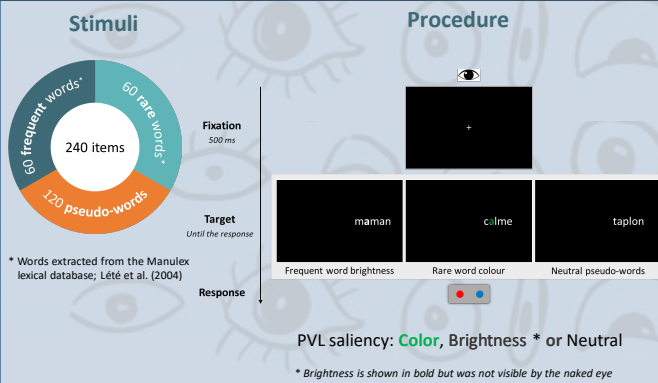 Stimuli
60 frequent words*
60 rare words*
240 items
120 pseudo-words
* Words extracted from the Manulex
lexical database; Lété et al. (2004)
Procedure
Fixation
500 ms
+
Target
Until the response
maman
calme
taplon
Frequent word brightness
Rare word colour
Neutral pseudo-words
Response
PVL saliency: Color, Brightness * or Neutral
* Brightness is shown in bold but was not visible by the naked eye